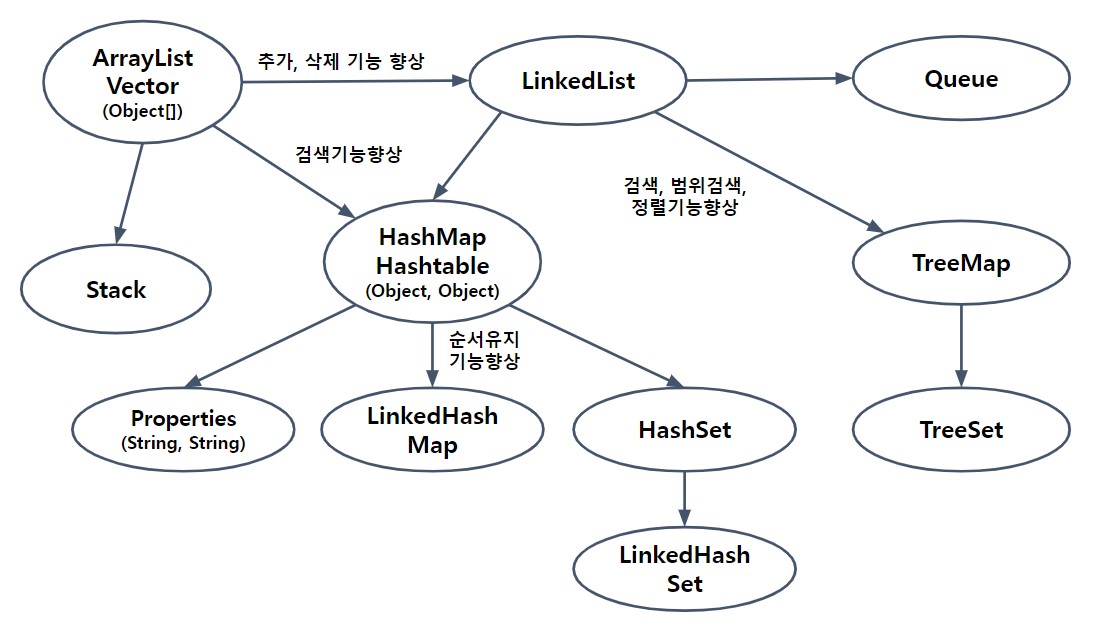 ArrayList
Vector
(Object[])
추가, 삭제 기능 향상
LinkedList
Queue
검색기능향상
검색, 범위검색,
정렬기능향상
Stack
HashMap
Hashtable
(Object, Object)
TreeMap
순서유지
기능향상
Properties
(String, String)
LinkedHash
Map
HashSet
TreeSet
LinkedHash
Set